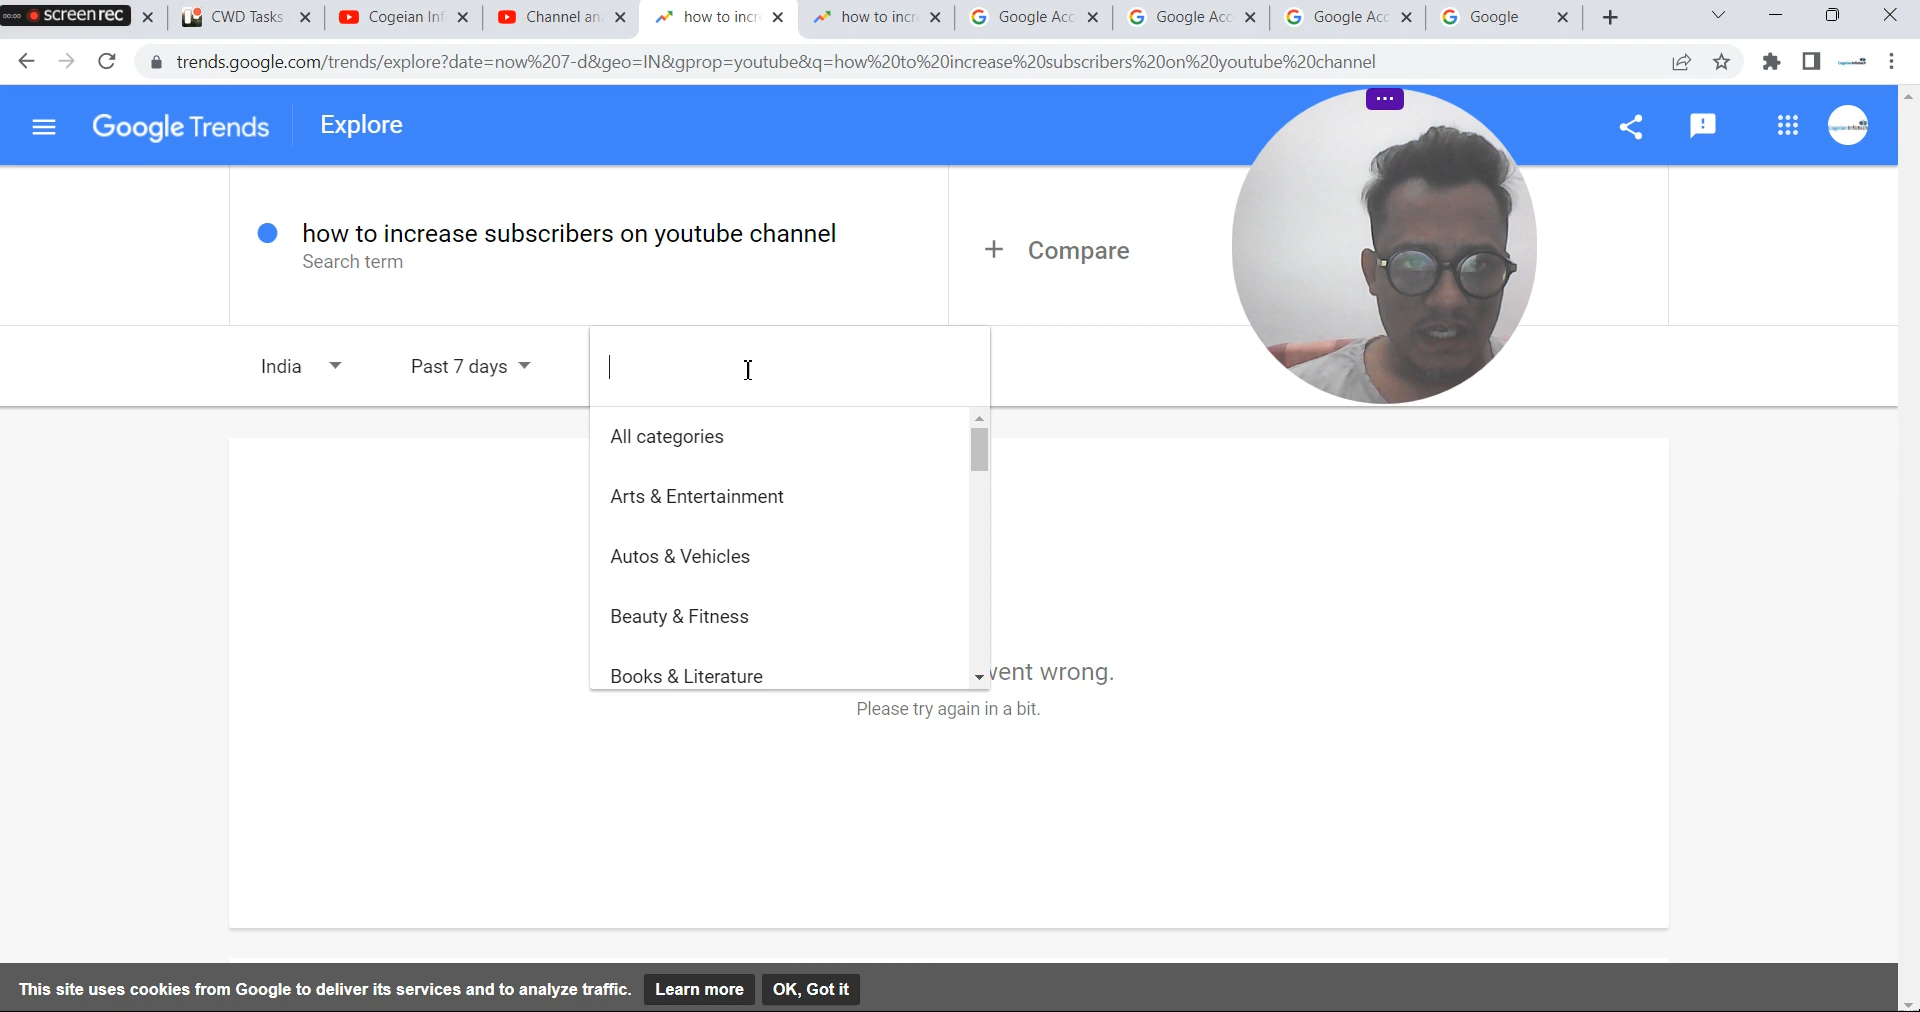 00:00 screenrec
CWD Tasks
Cogeian Inf
Channel an
how to incr
how to incr
Google Acc
Google Acc
Google Acc
Google
trends.google.com/trends/explore?date=now%207-d&geo=IN&gprop=youtube&q=how%20to%20increase%20subscribers%20on%20youtube%20channel
Google Trends
Explore
how to increase subscribers on youtube channel
Search term
+ Compare
India
Past 7 days
All categories
Arts & Entertainment
Autos & Vehicles
Beauty & Fitness
Books & Literature
went wrong.
Please try again in a bit.
This site uses cookies from Google to deliver its services and to analyze traffic.
Learn more
OK, Got it